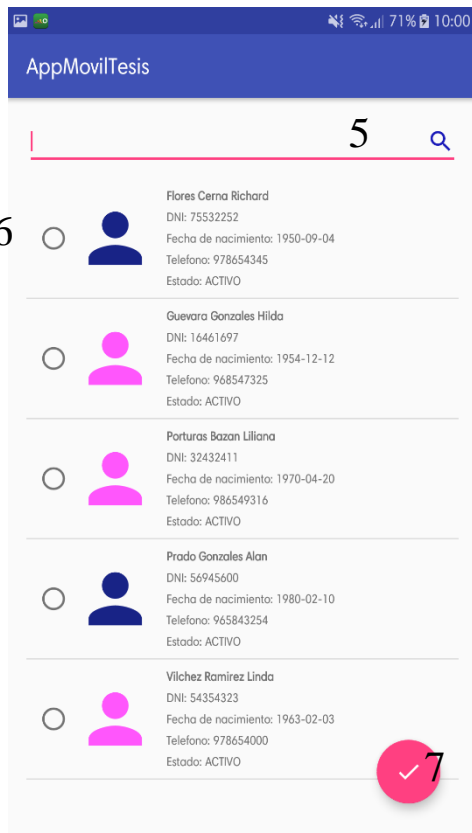 71% 10:00
AppMovilTesis
5
6
Flores Cerna Richard
DNI: 75532252
Fecha de nacimiento: 1950-09-04
Telefono: 978654345
Estado: ACTIVO
Guevara Gonzales Hilda
DNI: 16461697
Fecha de nacimiento: 1954-12-12
Telefono: 968547325
Estado: ACTIVO
Porturas Bazan Liliana
DNI: 32432411
Fecha de nacimiento: 1970-04-20
Telefono: 986549316
Estado: ACTIVO
Prado Gonzales Alan
DNI: 56945600
Fecha de nacimiento: 1980-02-10
Telefono: 965843254
Estado: ACTIVO
Vilchez Ramirez Linda
DNI: 54354323
Fecha de nacimiento: 1963-02-03
Telefono: 978654000
Estado: ACTIVO
7